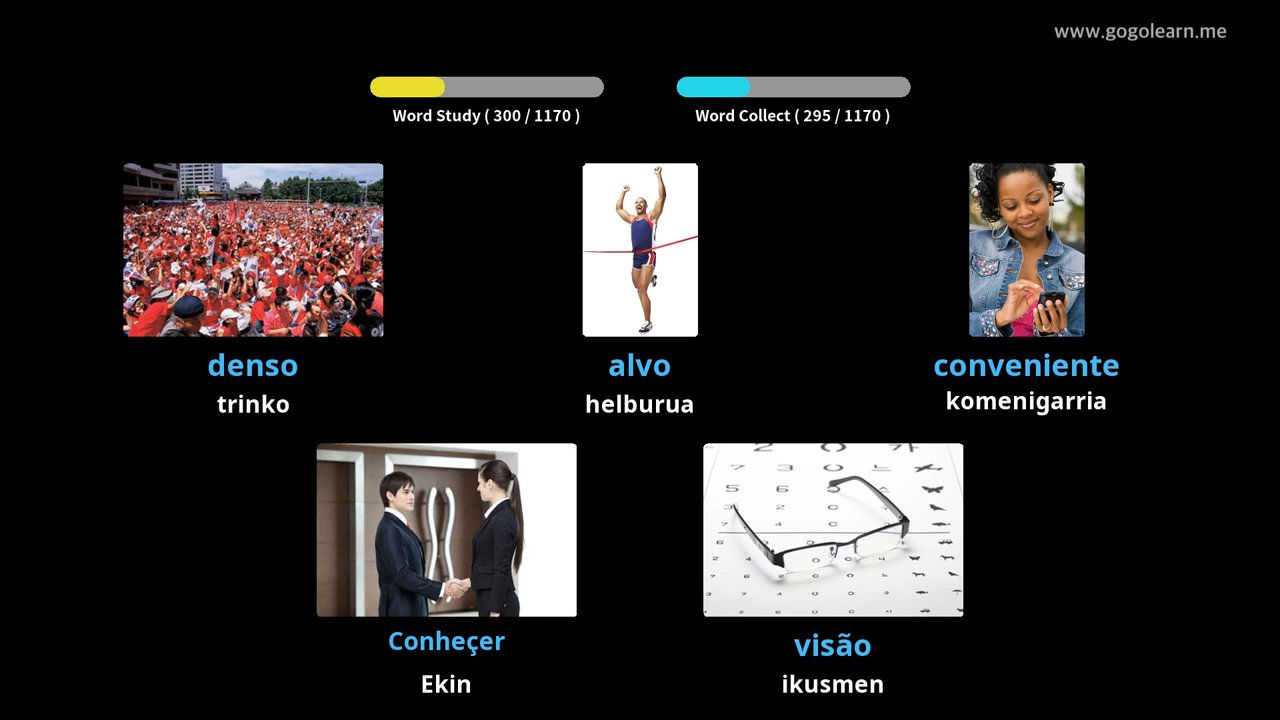 www.gogolearn.me
Word Study ( 300 / 1170 )
Word Collect ( 295 / 1170 )
denso
alvo
conveniente
trinko
helburua
komenigarria
Conheçer
visão
Ekin
ikusmen